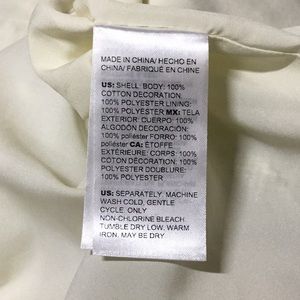 MADE IN CHINA/ HECHO EN
CHINA/ FABRIQUÉ EN CHINE
US: SHELL: BODY: 100%
COTTON DECORATION:
100% POLYESTER LINING:
100% POLYESTER MX: TELA
EXTERIOR: CUERPO: 100%
ALGODÓN DECORACIÓN:
100% poliéster FORRO: 100%
poliéster CA: ÉTOFFE
EXTÉRIEURE: CORPS: 100%
COTON DÉCORATION: 100%
POLYESTER DOUBLURE:
100% POLYESTER
US: SEPARATELY. MACHINE
WASH COLD, GENTLE
CYCLE. ONLY
NON-CHLORINE BLEACH.
TUMBLE DRY LOW. WARM
IRON. MAY BE DRY